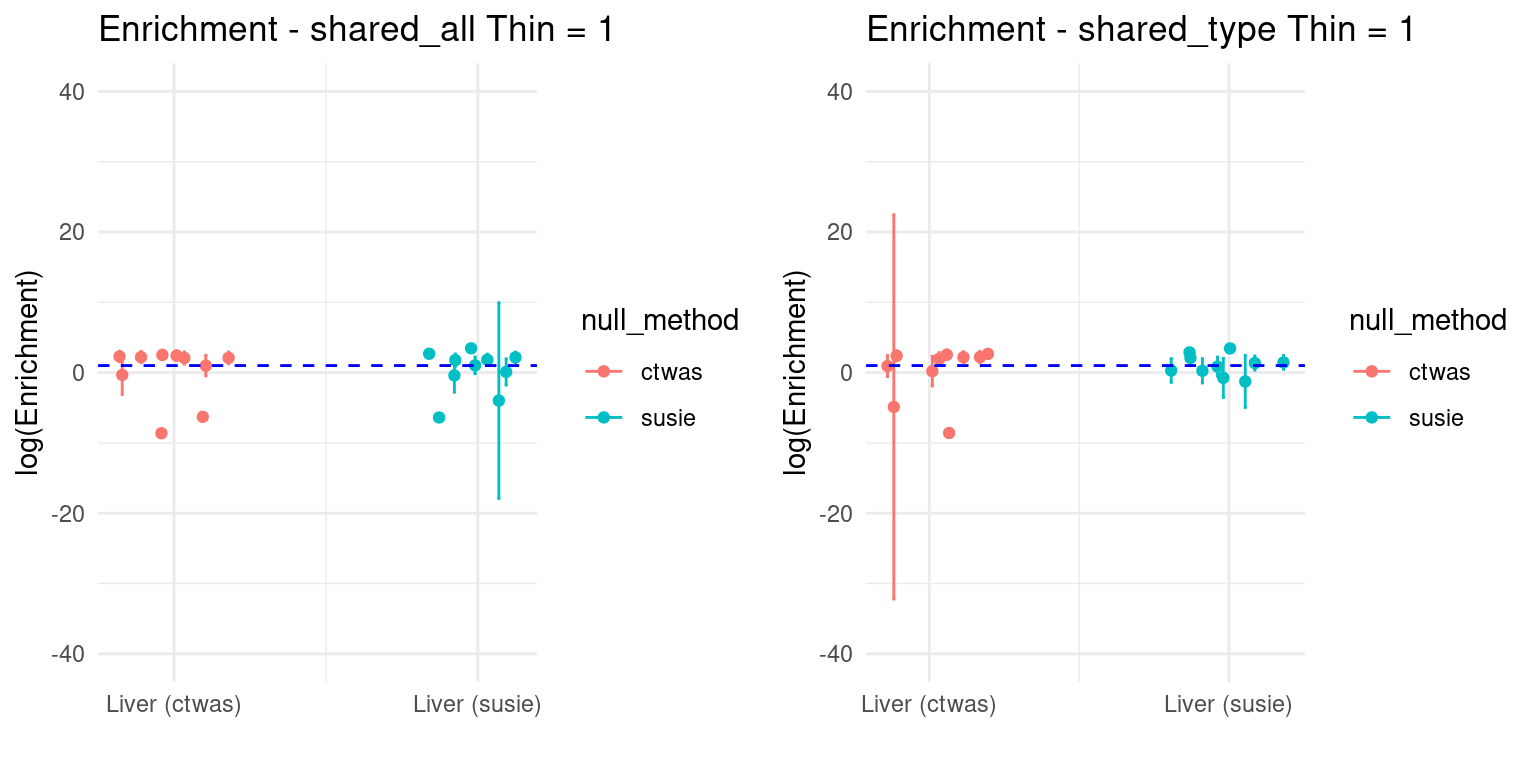 Enrichment - shared_all Thin = 1
log(Enrichment)
40
20
0
-20
-40
Liver (ctwas)
Liver (susie)
null_method
ctwas
susie
Enrichment - shared_type Thin = 1
log(Enrichment)
40
20
0
-20
-40
Liver (ctwas)
Liver (susie)
null_method
ctwas
susie